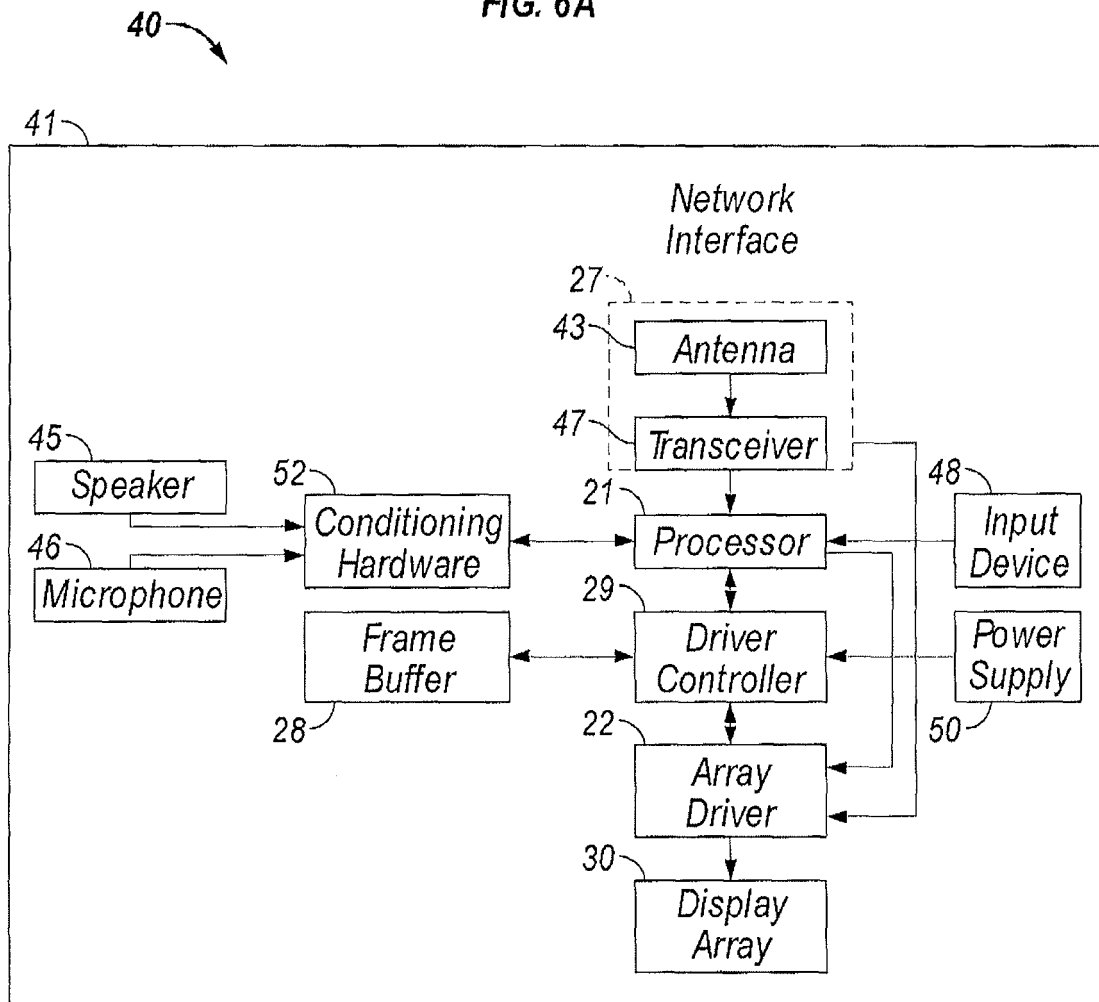 FIG. 6A
40
41
Network
Interface
27
43
Antenna
47
Transceiver
45
Speaker
52
Conditioning
Hardware
21
Processor
48
Input
Device
46
Microphone
29
Frame
Buffer
28
Driver
Controller
Power
Supply
50
22
Array
Driver
30
Display
Array